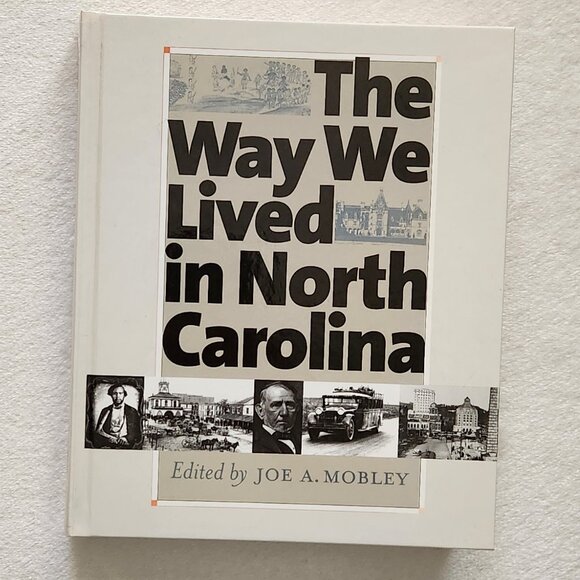 The
Way We
Lived
in North
Carolina
Edited by JOE A. MOBLEY